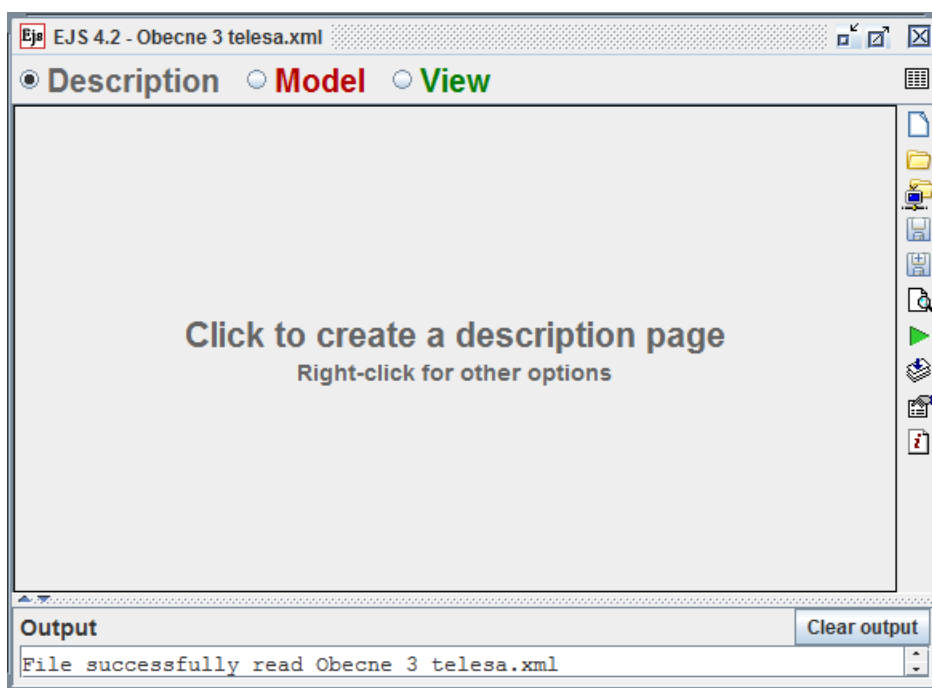 Ejs EJS 4.2 - Obecne 3 telesa.xml
Description Model View
Click to create a description page
Right-click for other options
Output Clear output
File successfully read Obecne 3 telesa.xml